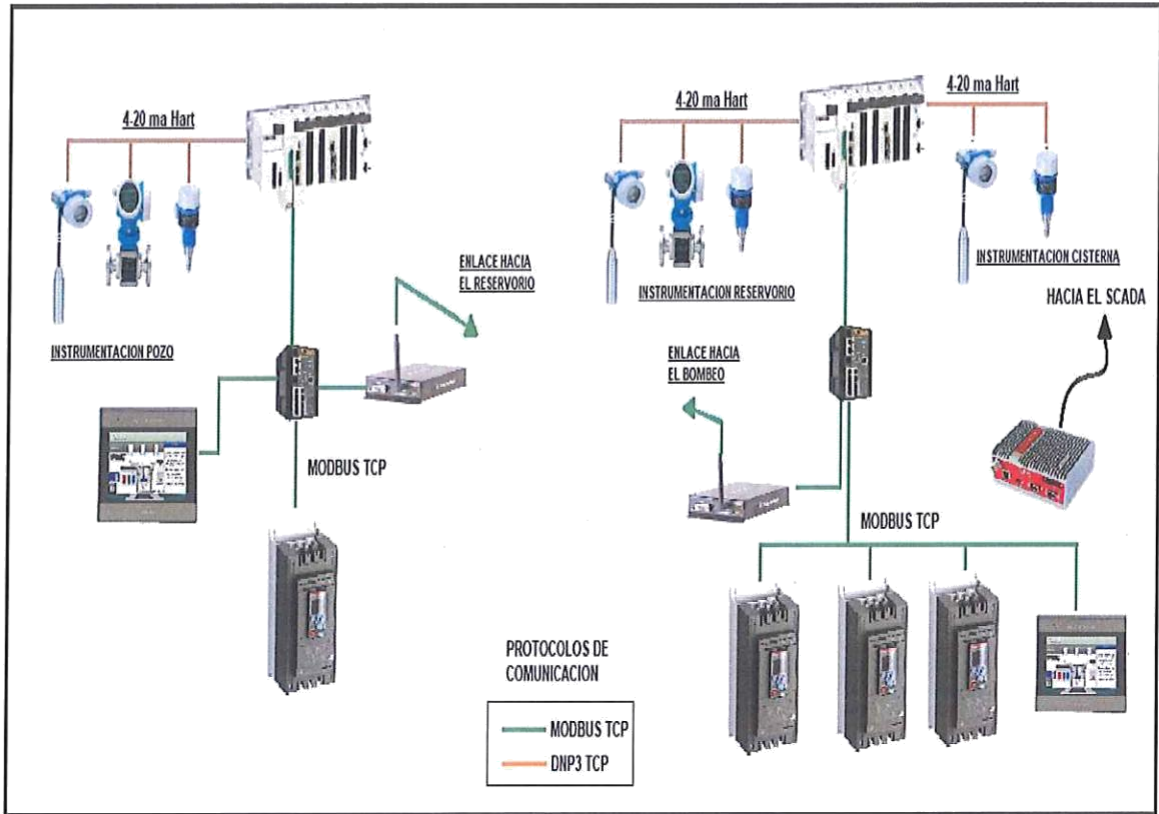 4-20 ma Hart
INSTRUMENTACION POZO
ENLACE HACIA
EL RESERVORIO
MODBUS TCP
4-20 ma Hart
4-20 ma Hart
INSTRUMENTACION RESERVORIO
INSTRUMENTACION CISTERNA
HACIA EL SCADA
ENLACE HACIA
EL BOMBEO
MODBUS TCP
PROTOCOLOS DE
COMUNICACION
MODBUS TCP
DNP3 TCP